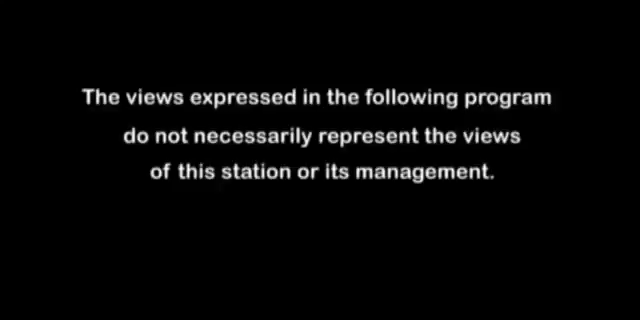 The views expressed in the following program
do not necessarily represent the views
of this station or its management.